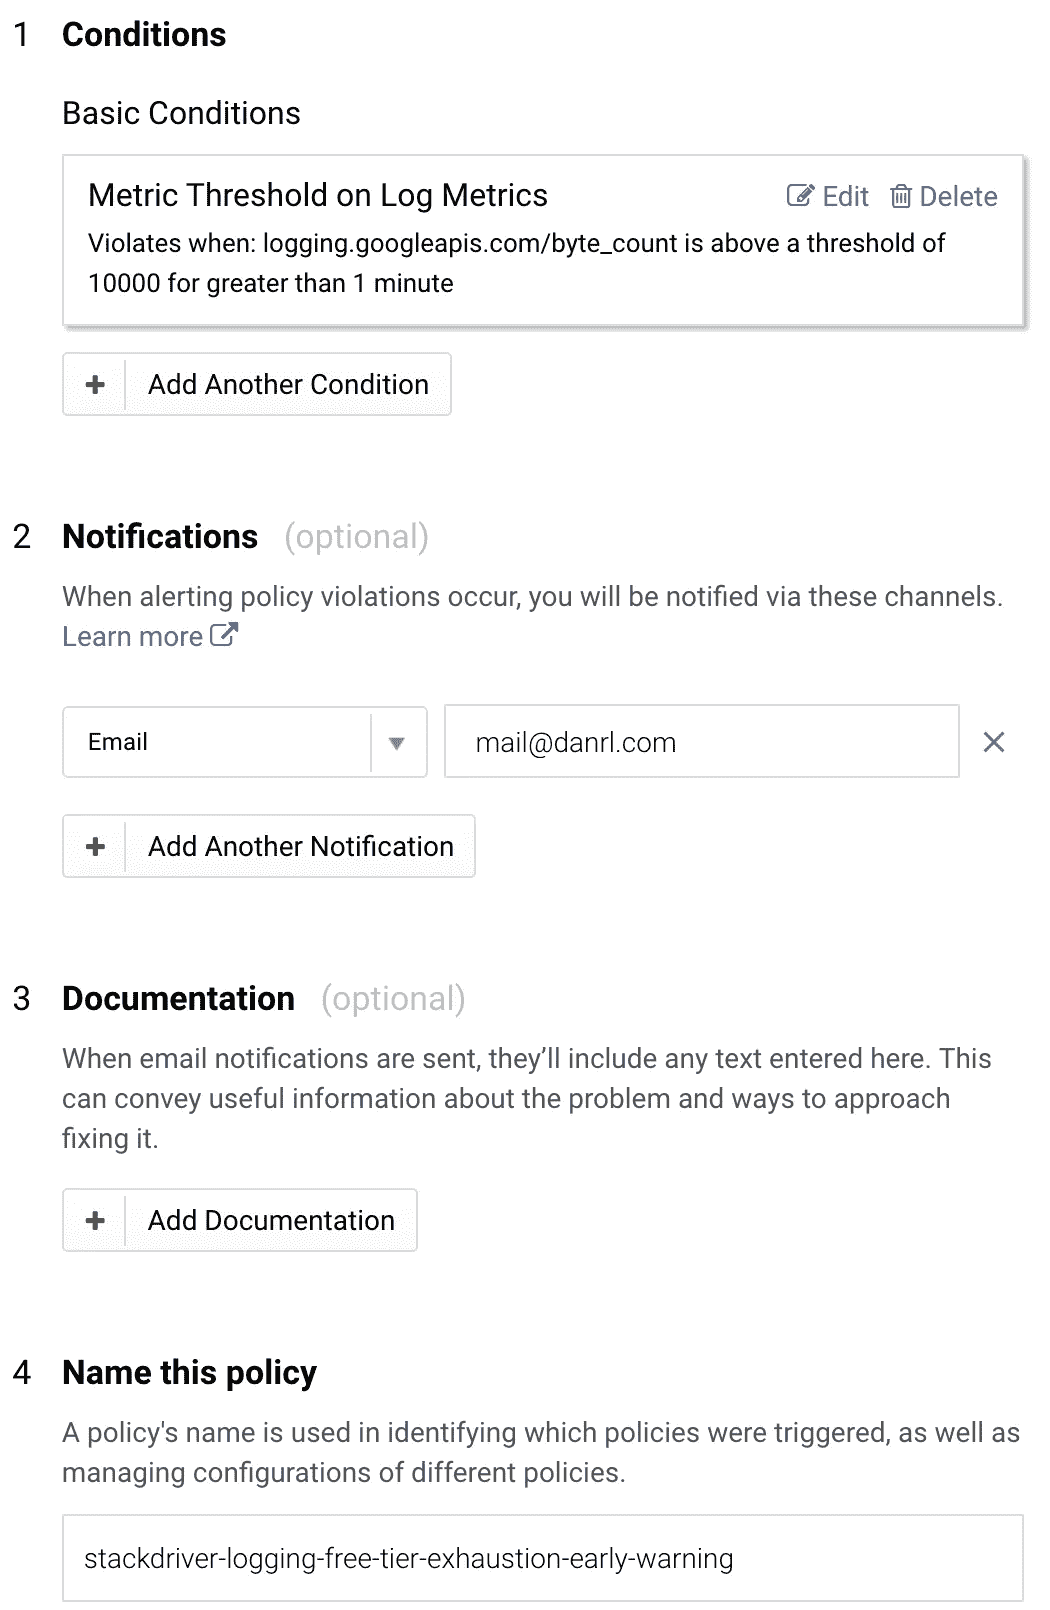 1 Conditions
Basic Conditions
Metric Threshold on Log Metrics Edit Delete
Violates when: logging.googleapis.com/byte_count is above a threshold of
10000 for greater than 1 minute
+ Add Another Condition
2 Notifications (optional)
When alerting policy violations occur, you will be notified via these channels.
Learn more
Email mail@danrl.com
+ Add Another Notification
3 Documentation (optional)
When email notifications are sent, they’ll include any text entered here. This
can convey useful information about the problem and ways to approach
fixing it.
+ Add Documentation
4 Name this policy
A policy's name is used in identifying which policies were triggered, as well as
managing configurations of different policies.
stackdriver-logging-free-tier-exhaustion-early-warning